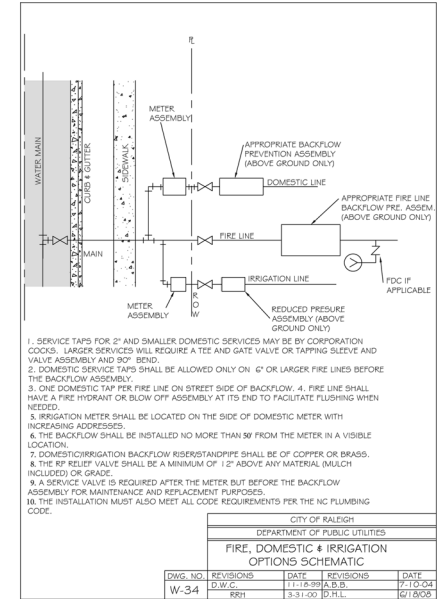 PL
METER
ASSEMBLY
APPROPRIATE BACKFLOW
PREVENTION ASSEMBLY
(ABOVE GROUND ONLY)
WATER MAIN
CURB & GUTTER
SIDEWALK
DOMESTIC LINE
APPROPRIATE FIRE LINE
BACKFLOW PRE. ASSEM.
(ABOVE GROUND ONLY)
FIRE LINE
MAIN
IRRIGATION LINE
FDC IF
APPLICABLE
METER
ASSEMBLY
ROW
REDUCED PRESURE
ASSEMBLY (ABOVE
GROUND ONLY)
1. SERVICE TAPS FOR 2" AND SMALLER DOMESTIC SERVICES MAY BE BY CORPORATION
COCKS. LARGER SERVICES WILL REQUIRE A TEE AND GATE VALVE OR TAPPING SLEEVE AND
VALVE ASSEMBLY AND 90° BEND.
2. DOMESTIC SERVICE TAPS SHALL BE ALLOWED ONLY ON 6" OR LARGER FIRE LINES BEFORE
THE BACKFLOW ASSEMBLY.
3. ONE DOMESTIC TAP PER FIRE LINE ON STREET SIDE OF BACKFLOW. 4. FIRE LINE SHALL
HAVE A FIRE HYDRANT OR BLOW OFF ASSEMBLY AT ITS END TO FACILITATE FLUSHING WHEN
NEEDED.
5. IRRIGATION METER SHALL BE LOCATED ON THE SIDE OF DOMESTIC METER WITH
INCREASING ADDRESSES.
6. THE BACKFLOW SHALL BE INSTALLED NO MORE THAN 50' FROM THE METER IN A VISIBLE
LOCATION.
7. DOMESTIC/IRRIGATION BACKFLOW RISER/STANDPIPE SHALL BE OF COPPER OR BRASS.
8. THE RP RELIEF VALVE SHALL BE A MINIMUM OF 12" ABOVE ANY MATERIAL (MULCH
INCLUDED) OR GRADE.
9. A SERVICE VALVE IS REQUIRED AFTER THE METER BUT BEFORE THE BACKFLOW
ASSEMBLY FOR MAINTENANCE AND REPLACEMENT PURPOSES.
10. THE INSTALLATION MUST ALSO MEET ALL CODE REQUIREMENTS PER THE NC PLUMBING
CODE.
CITY OF RALEIGH
DEPARTMENT OF PUBLIC UTILITIES
FIRE, DOMESTIC & IRRIGATION
OPTIONS SCHEMATIC
DWG. NO. REVISIONS DATE REVISIONS DATE
W-34 D.W.C. 11-18-99 A.B.B. 7-10-04
RRH 3-31-00 D.H.L. 6/18/08